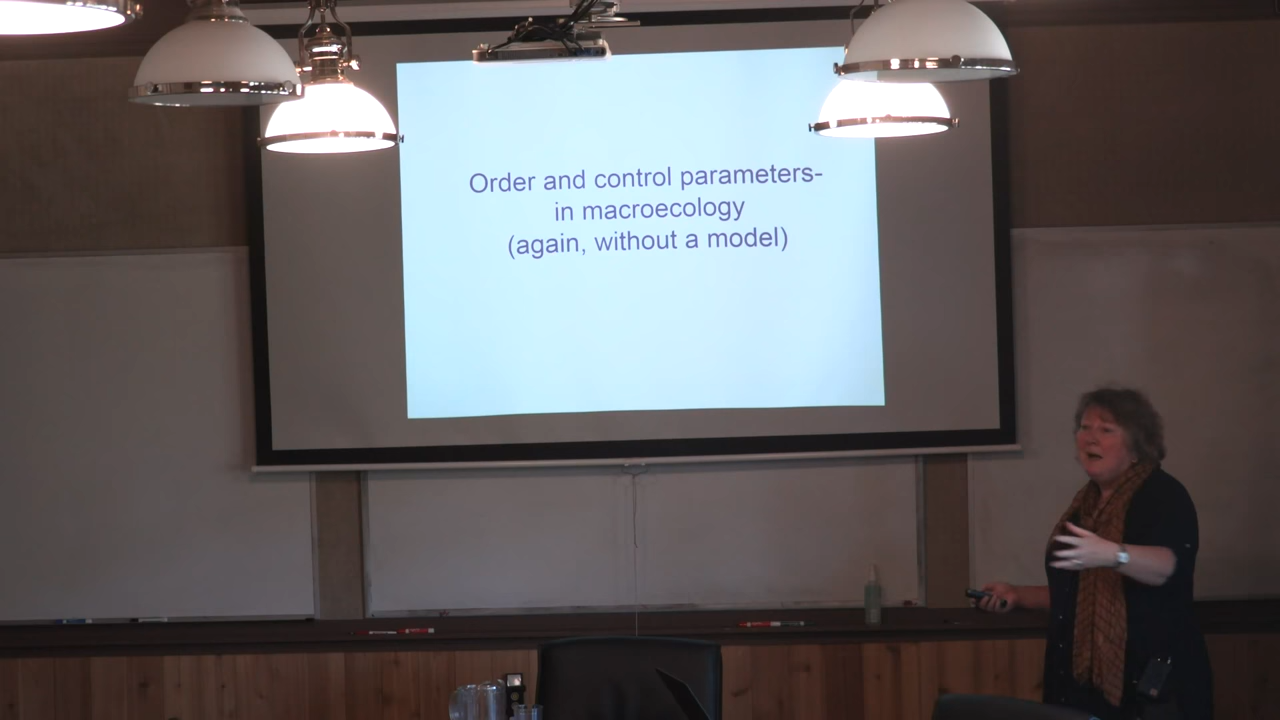 Order and control parameters-
in macroecology
(again, without a model)